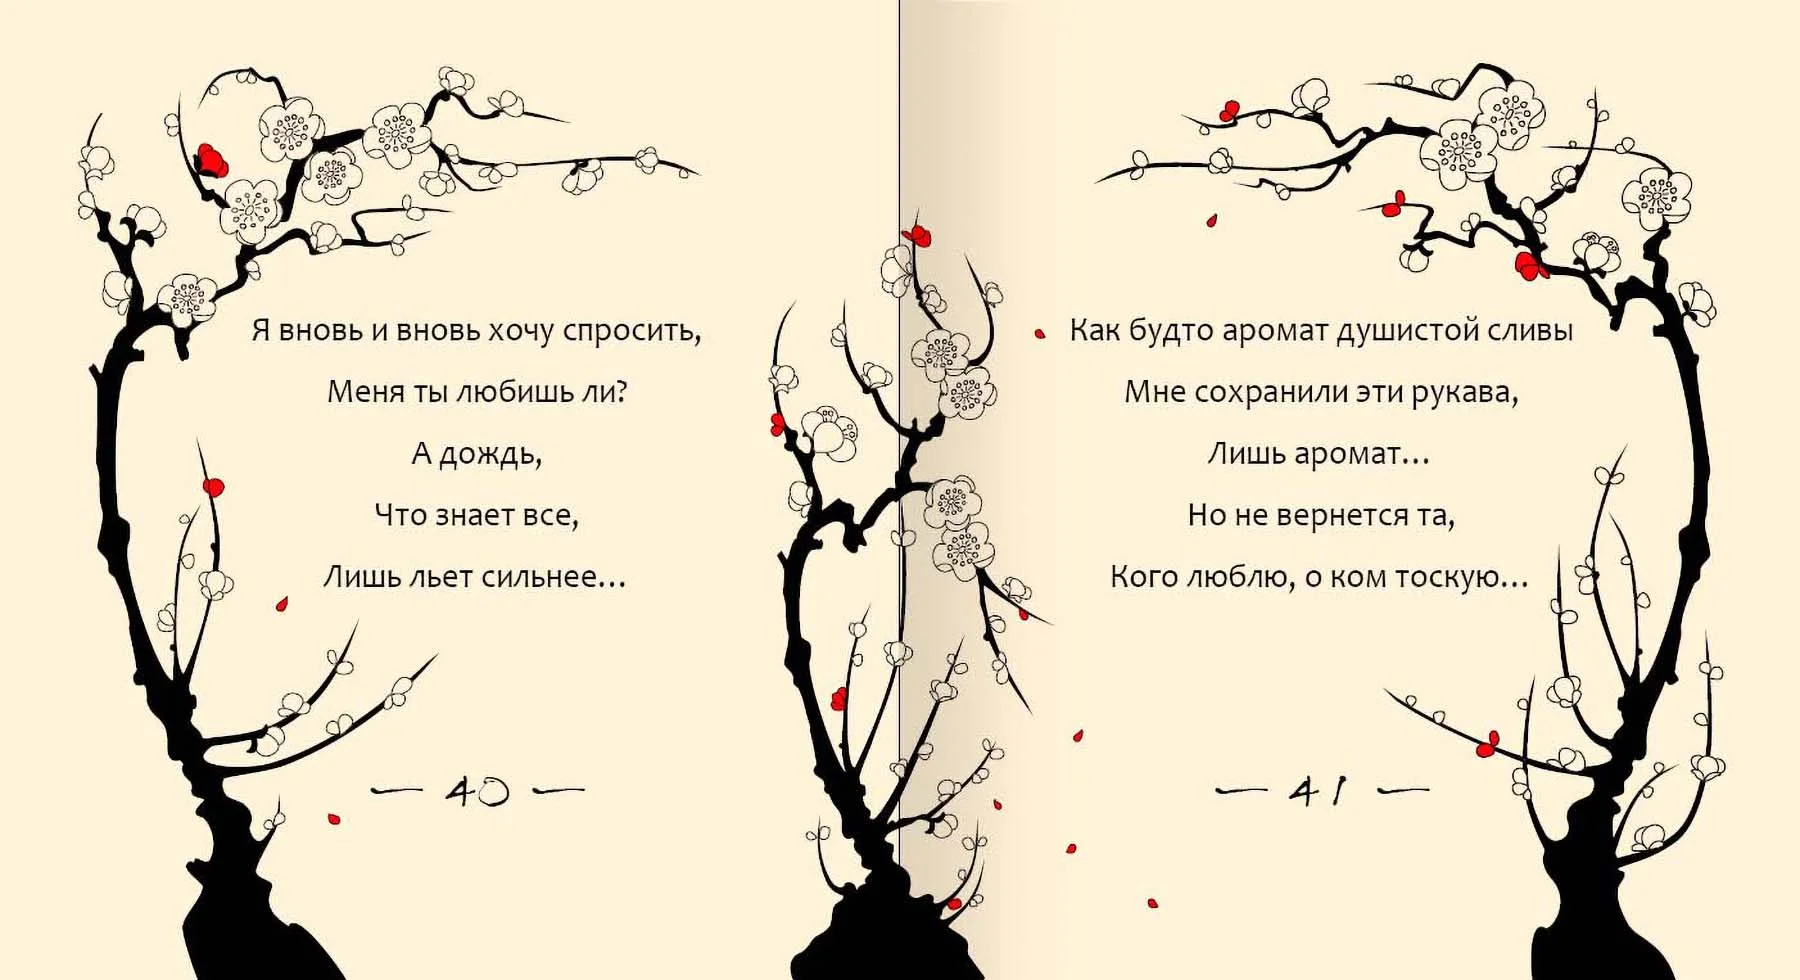 Я вновь и вновь хочу спросить,
Меня ты любишь ли?
А дождь,
Что знает все,
Лишь льет сильнее...
— 40 —
Как будто аромат душистой сливы
Мне сохранили эти рукава,
Лишь аромат...
Но не вернется та,
Кого люблю, о ком тоскую...
— 41 —